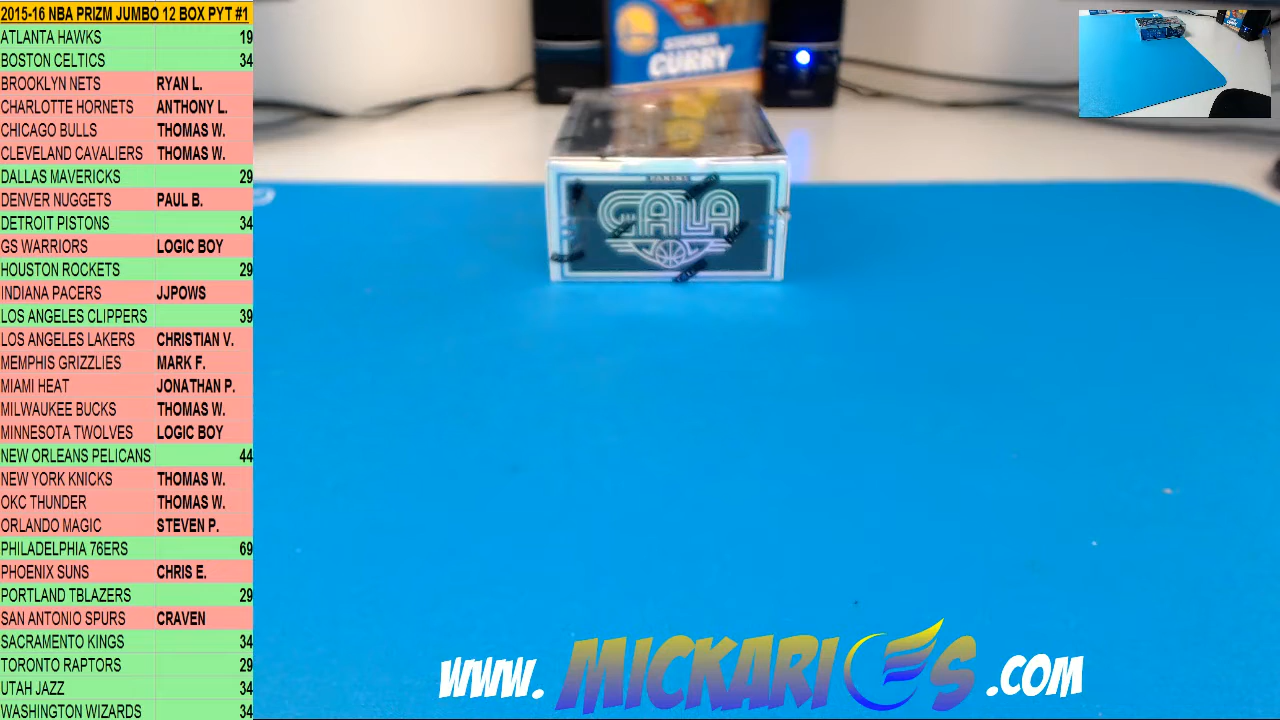 2015-16 NBA PRIZM JUMBO 12 BOX PYT #1
ATLANTA HAWKS 19
BOSTON CELTICS 34
BROOKLYN NETS RYAN L.
CHARLOTTE HORNETS ANTHONY L.
CHICAGO BULLS THOMAS W.
CLEVELAND CAVALIERS THOMAS W.
DALLAS MAVERICKS 29
DENVER NUGGETS PAUL B.
DETROIT PISTONS 34
GS WARRIORS LOGIC BOY
HOUSTON ROCKETS 29
INDIANA PACERS JJPOWS
LOS ANGELES CLIPPERS 39
LOS ANGELES LAKERS CHRISTIAN V.
MEMPHIS GRIZZLIES MARK F.
MIAMI HEAT JONATHAN P.
MILWAUKEE BUCKS THOMAS W.
MINNESOTA TWOLVES LOGIC BOY
NEW ORLEANS PELICANS 44
NEW YORK KNICKS THOMAS W.
OKC THUNDER THOMAS W.
ORLANDO MAGIC STEVEN P.
PHILADELPHIA 76ERS 69
PHOENIX SUNS CHRIS E.
PORTLAND TBLAZERS 29
SAN ANTONIO SPURS CRAVEN
SACRAMENTO KINGS 34
TORONTO RAPTORS 29
UTAH JAZZ 34
WASHINGTON WIZARDS 34
STEPHEN
CURRY
PANINI
GALA
www.MICKARIES.com